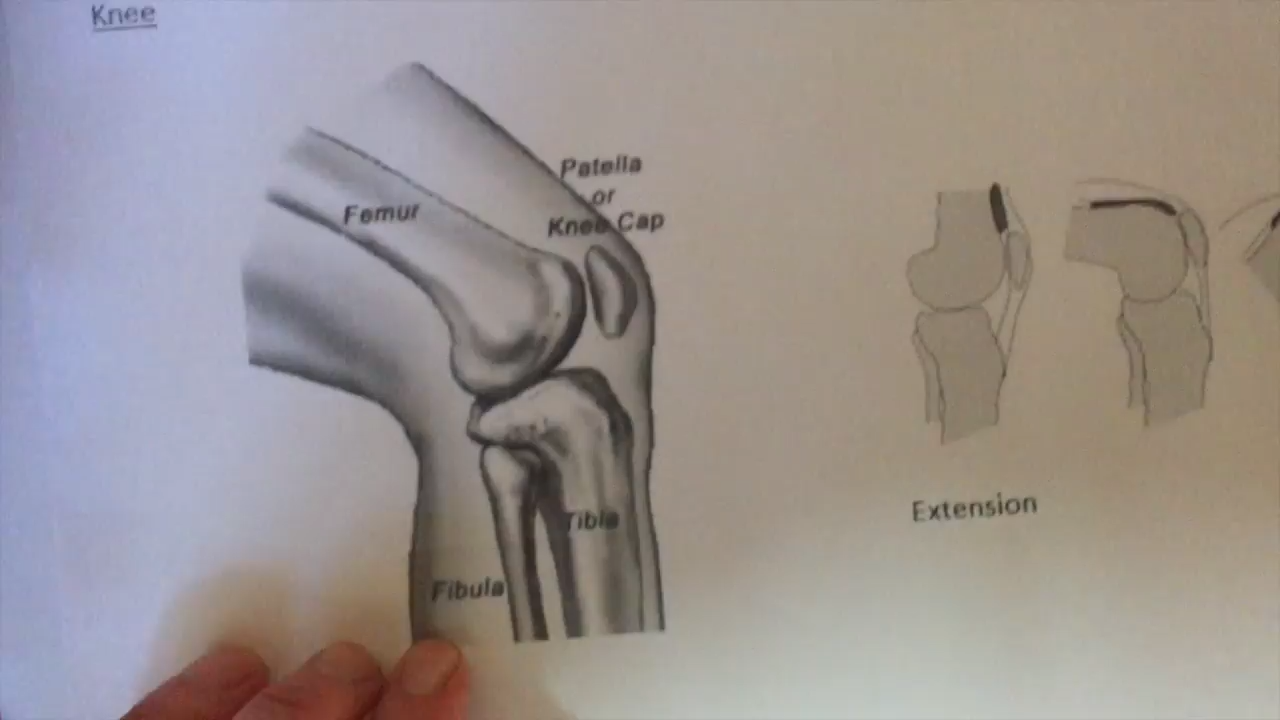 Knee
Patella
or
Knee Cap
Femur
Tibia
Fibula
Extension